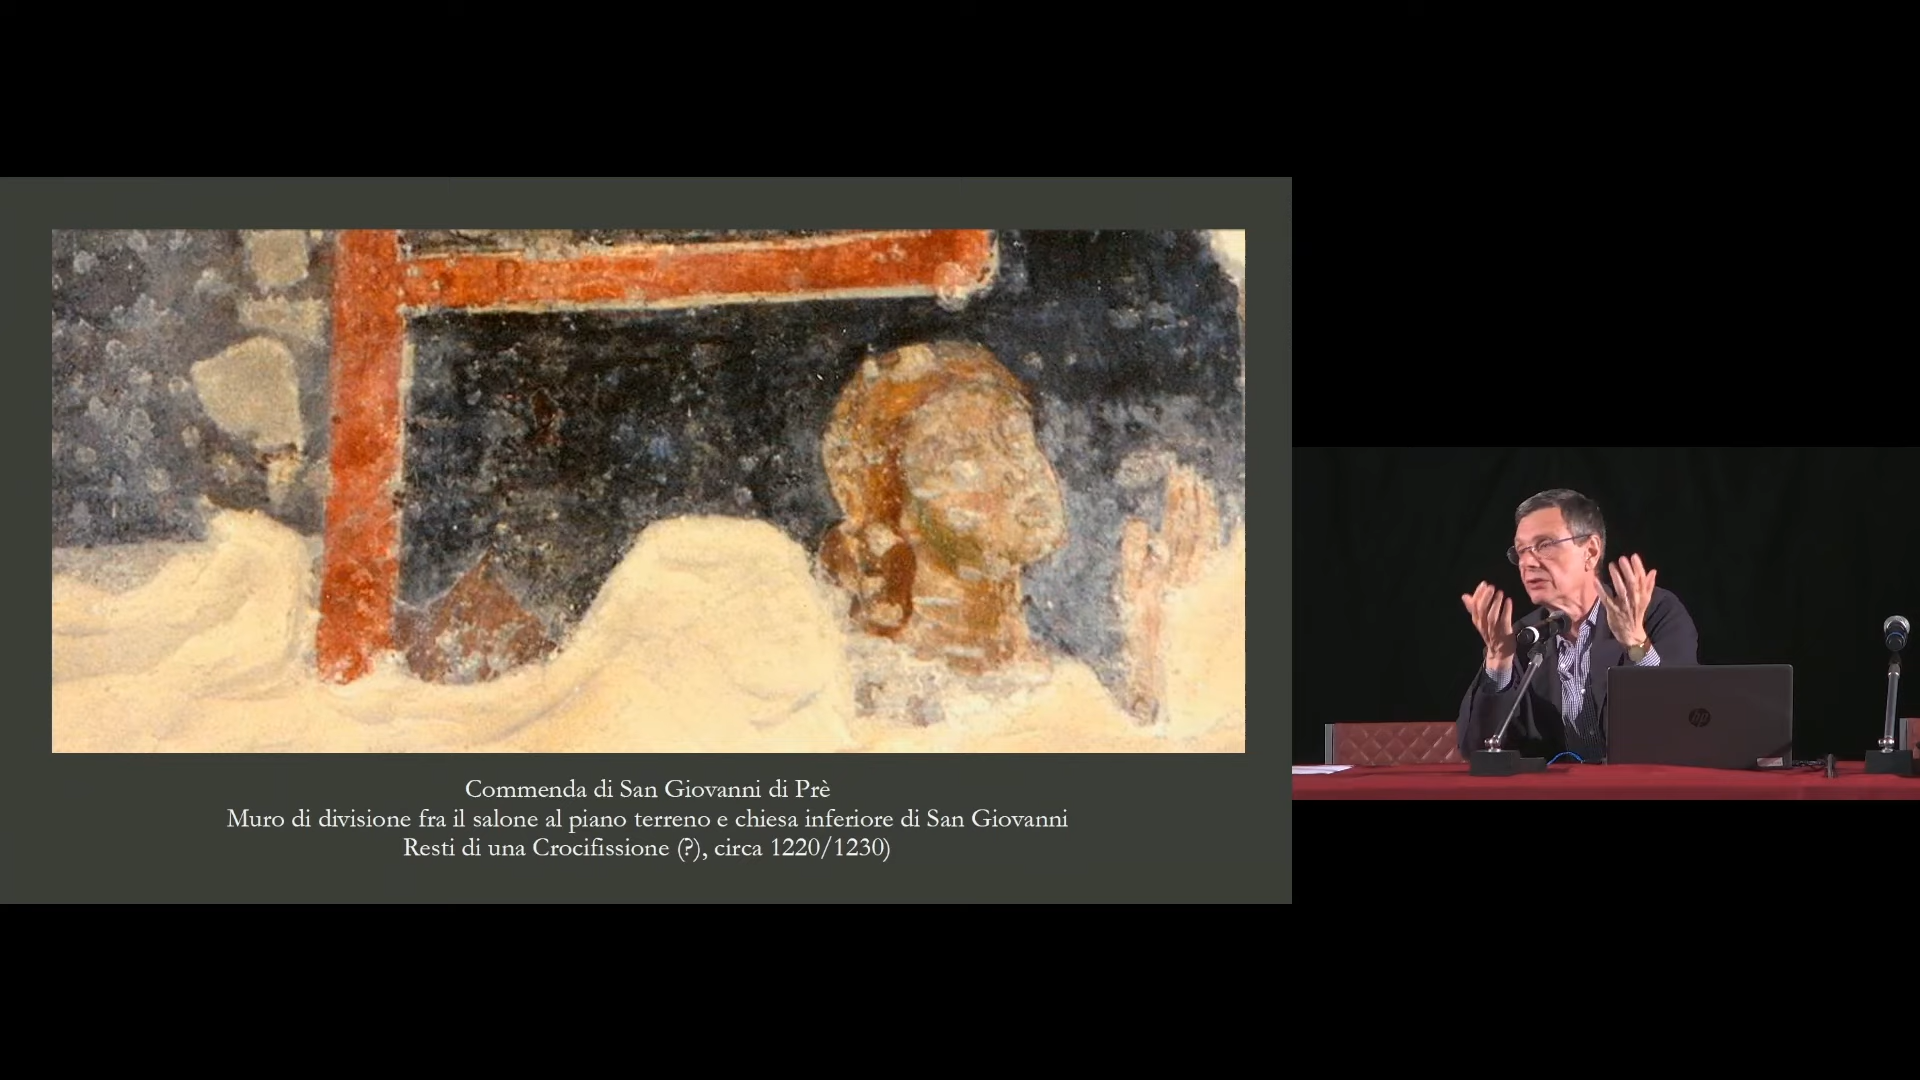 Commenda di San Giovanni di Prè
Muro di divisione fra il salone al piano terreno e chiesa inferiore di San Giovanni
Resti di una Crocifissione (?), circa 1220/1230)
hp